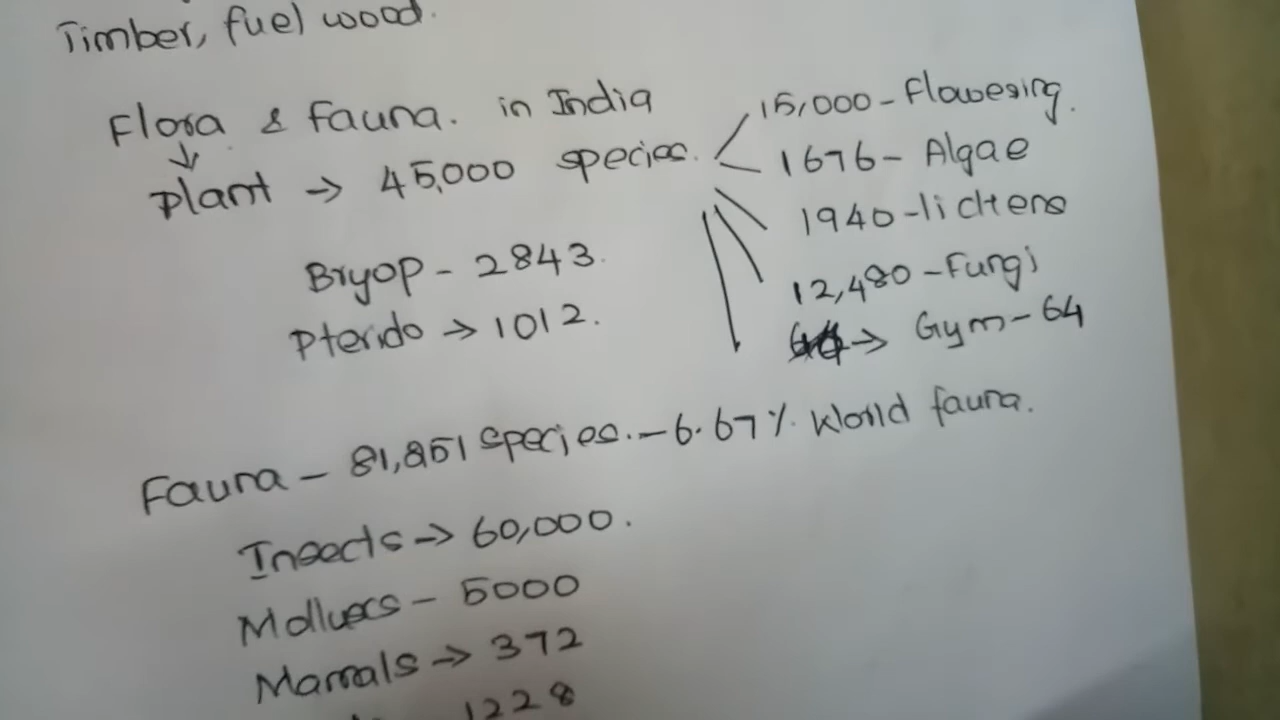 Timber, fuel wood.
Flora & Fauna. in India
Plant → 45,000 species.
15,000 - Flowering.
1676 - Algae
1940 - lichens
12,480 - Fungi
→ Gym - 64
Bryop - 2843.
Pterido → 1012.
Fauna - 81,251 species. - 6.67% World fauna.
Insects → 60,000.
Molluscs - 5000
Mamals → 372
1228